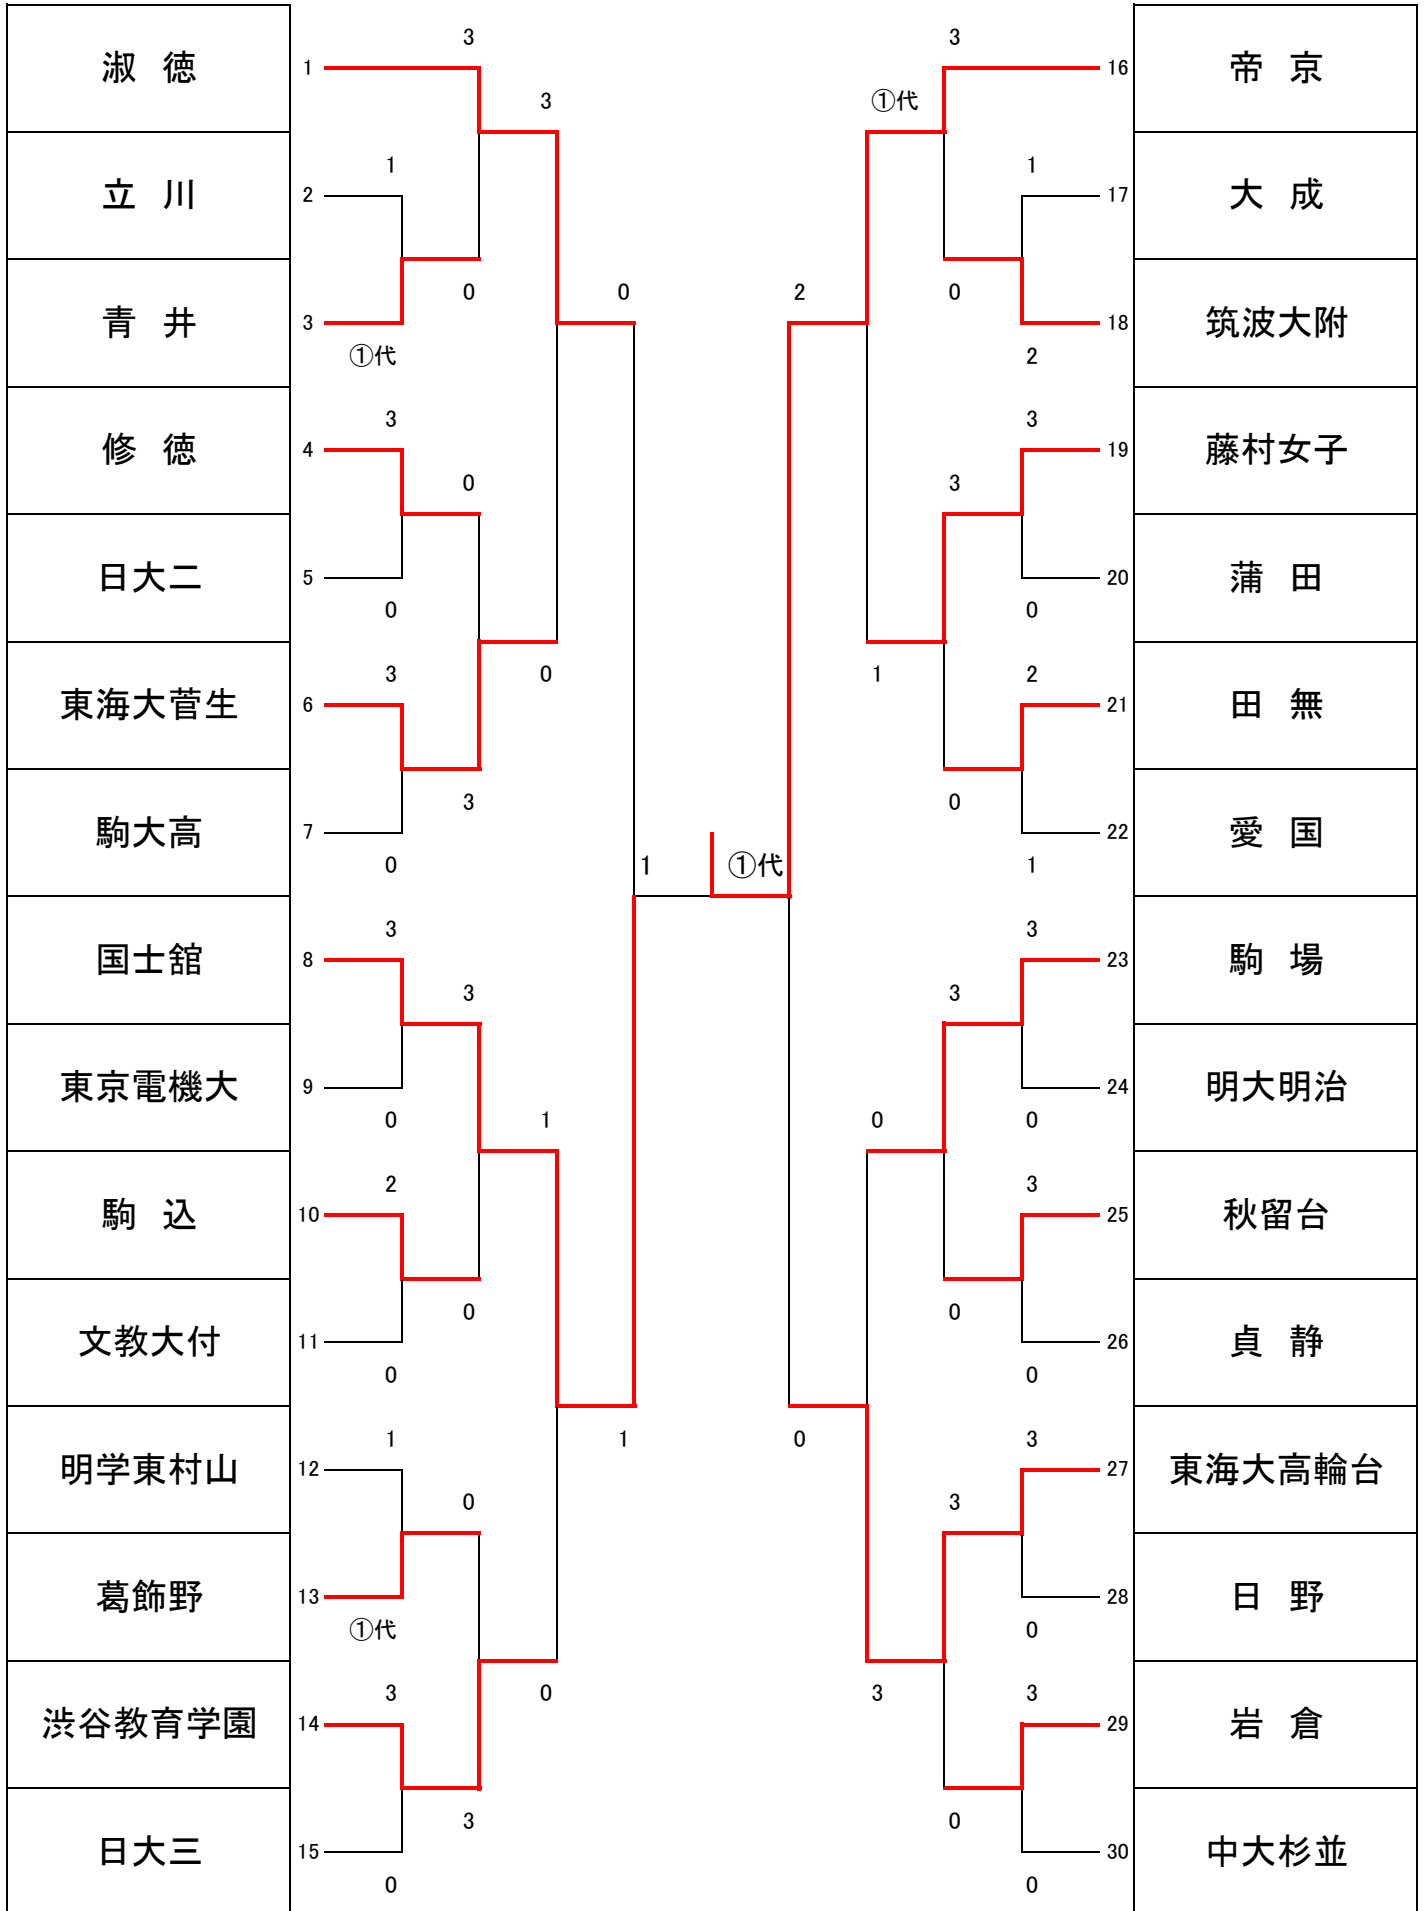 3 3
淑 徳 1 16 帝 京
3 ①代
1 1
立 川 2 17 大 成
0 0 2 0
青 井 3 18 筑波大附
①代 2
3 3
修 徳 4 19 藤村女子
0 3
日大二 5 20 蒲 田
0 0
3 0 1 2
東海大菅生 6 21 田 無
3 0
駒大高 7 22 愛 国
0 1 ①代 1
3 3
国士舘 8 23 駒 場
3 3
東京電機大 9 24 明大明治
0 1 0 0
2 3
駒 込 10 25 秋留台
0 0
文教大付 11 26 貞 静
0 0
1 1 0 3
明学東村山 12 27 東海大高輪台
0 3
葛飾野 13 28 日 野
①代 0
3 0 3 3
渋谷教育学園 14 29 岩 倉
3 0
日大三 15 30 中大杉並
0 0